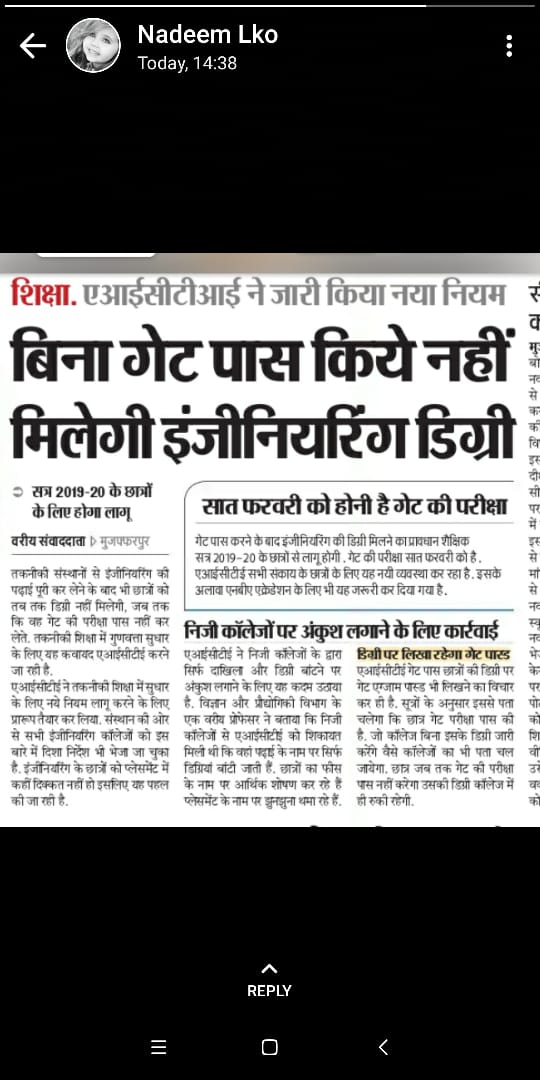 Nadeem Lko
Today, 14:38
शिक्षा. एआईसीटीआई ने जारी किया नया नियम
बिना गेट पास किये नहीं
मिलेगी इंजीनियरिंग डिग्री
सत्र 2019-20 के छात्रों
के लिए होगा लागू
वरीय संवाददाता ▷ मुजफ्फरपुर
तकनीकी संस्थानों से इंजीनियरिंग की
पढ़ाई पूरी कर लेने के बाद भी छात्रों को
तब तक डिग्री नहीं मिलेगी, जब तक
कि वह गेट की परीक्षा पास नहीं कर
लेते. तकनीकी शिक्षा में गुणवत्ता सुधार
के लिए यह कवायद एआईसीटीई करने
जा रही है.
एआईसीटीई ने तकनीकी शिक्षा में सुधार
के लिए नये नियम लागू करने के लिए
प्रारूप तैयार कर लिया. संस्थान की ओर
से सभी इंजीनियरिंग कॉलेजों को इस
बारे में दिशा निर्देश भी भेजा जा चुका
है. इंजीनियरिंग के छात्रों को प्लेसमेंट में
कहीं दिक्कत नहीं हो इसलिए यह पहल
की जा रही है.
सात फरवरी को होनी है गेट की परीक्षा
गेट पास करने के बाद इंजीनियरिंग की डिग्री मिलने का प्रावधान शैक्षिक
सत्र 2019-20 के छात्रों से लागू होगी. गेट की परीक्षा सात फरवरी को है.
एआईसीटीई सभी संकाय के छात्रों के लिए यह नयी व्यवस्था कर रहा है. इसके
अलावा एनबीए एक्रेडेशन के लिए भी यह जरूरी कर दिया गया है.
निजी कॉलेजों पर अंकुश लगाने के लिए कार्रवाई
एआईसीटीई ने निजी कॉलेजों के द्वारा
सिर्फ दाखिला और डिग्री बांटने पर
अंकुश लगाने के लिए यह कदम उठाया
है. विज्ञान और प्रौद्योगिकी विभाग के
एक वरीय प्रोफेसर ने बताया कि निजी
कॉलेजों से एआईसीटीई को शिकायत
मिली थी कि वहां पढ़ाई के नाम पर सिर्फ
डिग्रियां बांटी जाती हैं. छात्रों का फीस
के नाम पर आर्थिक शोषण कर रहे हैं
प्लेसमेंट के नाम पर झुनझुना थमा रहे हैं.
डिग्री पर लिखा रहेगा गेट पास्ड
एआईसीटीई गेट पास छात्रों की डिग्री पर
गेट एग्जाम पास्ड भी लिखने का विचार
कर ही है. सूत्रों के अनुसार इससे पता
चलेगा कि छात्र गेट परीक्षा पास की
है. जो कॉलेज बिना इसके डिग्री जारी
करेंगे वैसे कॉलेजों का भी पता चल
जायेगा. छात्र जब तक गेट की परीक्षा
पास नहीं करेगा उसकी डिग्री कॉलेज में
ही रुकी रहेगी.
REPLY